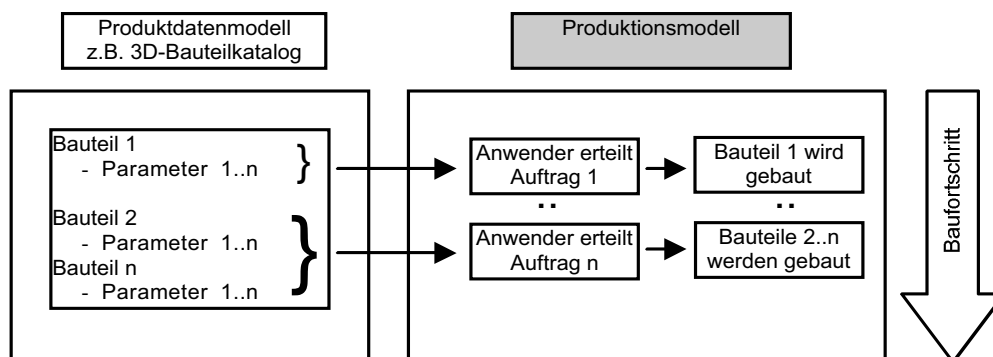 Produktdatenmodell
z.B. 3D-Bauteilkatalog
Produktionsmodell
Bauteil 1
- Parameter 1..n
Bauteil 2
- Parameter 1..n
Bauteil n
- Parameter 1..n
Anwender erteilt
Auftrag 1
Bauteil 1 wird
gebaut
..
..
Anwender erteilt
Auftrag n
Bauteile 2..n
werden gebaut
Baufortschritt